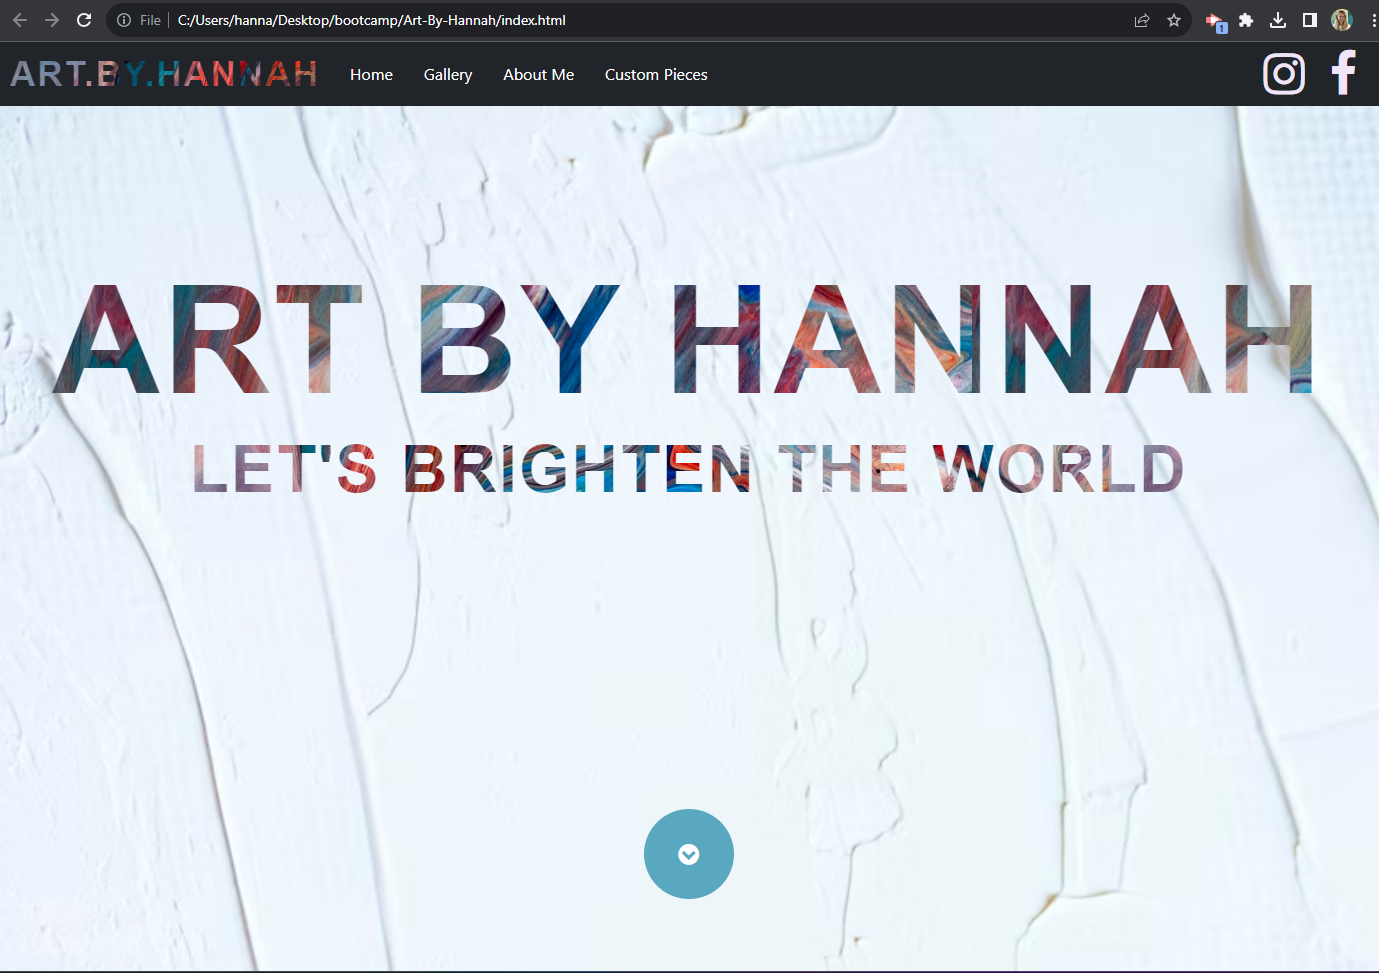 File C:/Users/hanna/Desktop/bootcamp/Art-By-Hannah/index.html
1
ART.BY.HANNAH Home Gallery About Me Custom Pieces
ART BY HANNAH
LET'S BRIGHTEN THE WORLD